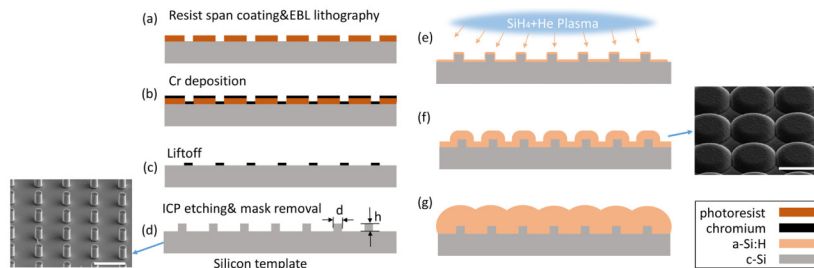 (a)
Resist span coating&EBL lithography
Cr deposition
(b)
Liftoff
(c)
ICP etching& mask removal
d
h
(d)
Silicon template
SiH4+He Plasma
(e)
(f)
(g)
photoresist
chromium
a-Si:H
c-Si